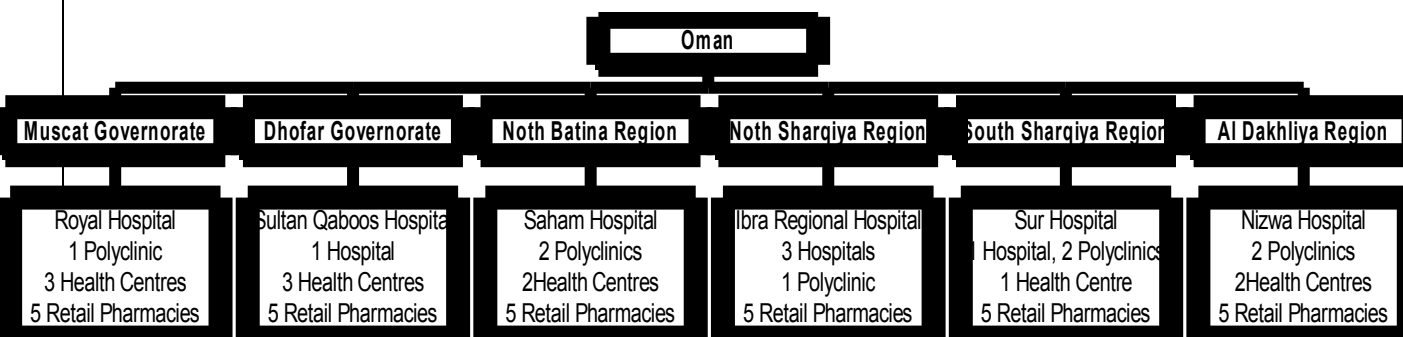 Oman
Muscat Governorate
Royal Hospital
1 Polyclinic
3 Health Centres
5 Retail Pharmacies
Dhofar Governorate
Sultan Qaboos Hospital
1 Hospital
3 Health Centres
5 Retail Pharmacies
Noth Batina Region
Saham Hospital
2 Polyclinics
2Health Centres
5 Retail Pharmacies
Noth Sharqiya Region
Ibra Regional Hospital
3 Hospitals
1 Polyclinic
5 Retail Pharmacies
South Sharqiya Region
Sur Hospital
1 Hospital, 2 Polyclinics
1 Health Centre
5 Retail Pharmacies
Al Dakhliya Region
Nizwa Hospital
2 Polyclinics
2Health Centres
5 Retail Pharmacies